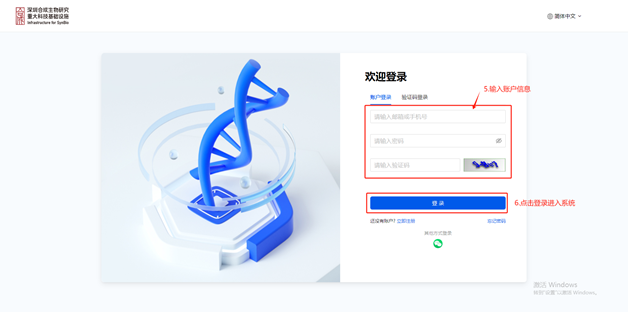 深圳合成生物研究
重大科技基础设施
Infrastructure for SynBio
简体中文
欢迎登录
账户登录 验证码登录
5.输入账户信息
请输入邮箱或手机号
请输入密码
请输入验证码
登 录
6.点击登录进入系统
还没有账户? 立即注册 忘记密码
其他方式登录
激活 Windows
转到"设置"以激活 Windows。